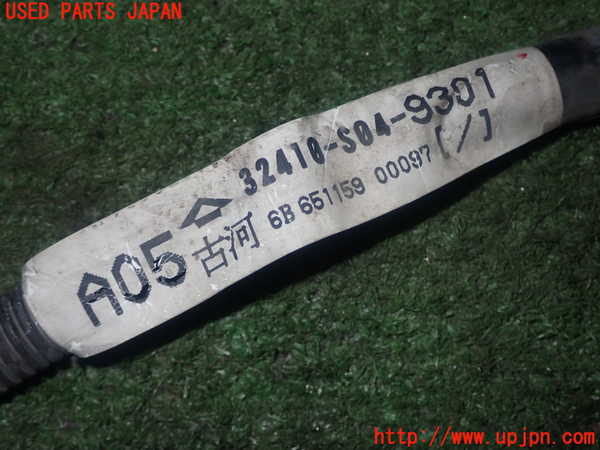 USED PARTS JAPAN
32410-S04-9301
A05 古河 6B 651159 00097 [/]
http://www.upjpn.com/